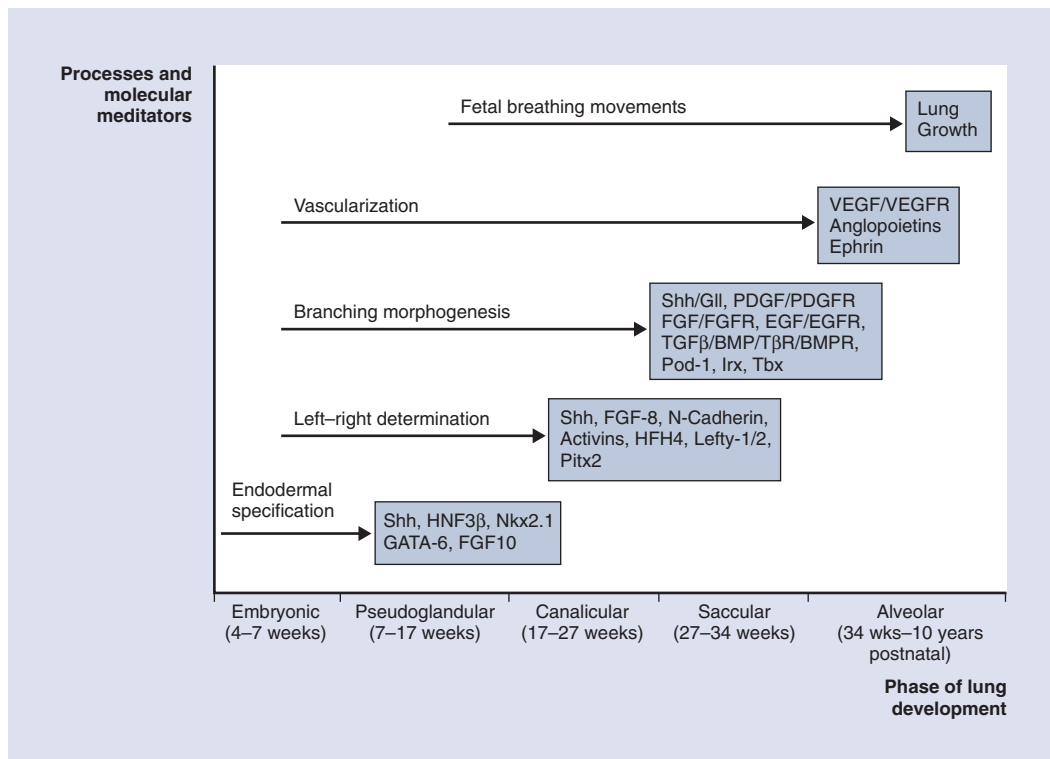 Processes and
molecular
meditators
Fetal breathing movements
Lung
Growth
Vascularization
VEGF/VEGFR
Anglopoietins
Ephrin
Branching morphogenesis
Shh/Gll, PDGF/PDGFR
FGF/FGFR, EGF/EGFR,
TGFβ/BMP/TβR/BMPR,
Pod-1, Irx, Tbx
Left–right determination
Shh, FGF-8, N-Cadherin,
Activins, HFH4, Lefty-1/2,
Pitx2
Endodermal
specification
Shh, HNF3β, Nkx2.1
GATA-6, FGF10
Embryonic
(4–7 weeks)
Pseudoglandular
(7–17 weeks)
Canalicular
(17–27 weeks)
Saccular
(27–34 weeks)
Alveolar
(34 wks–10 years
postnatal)
Phase of lung
development